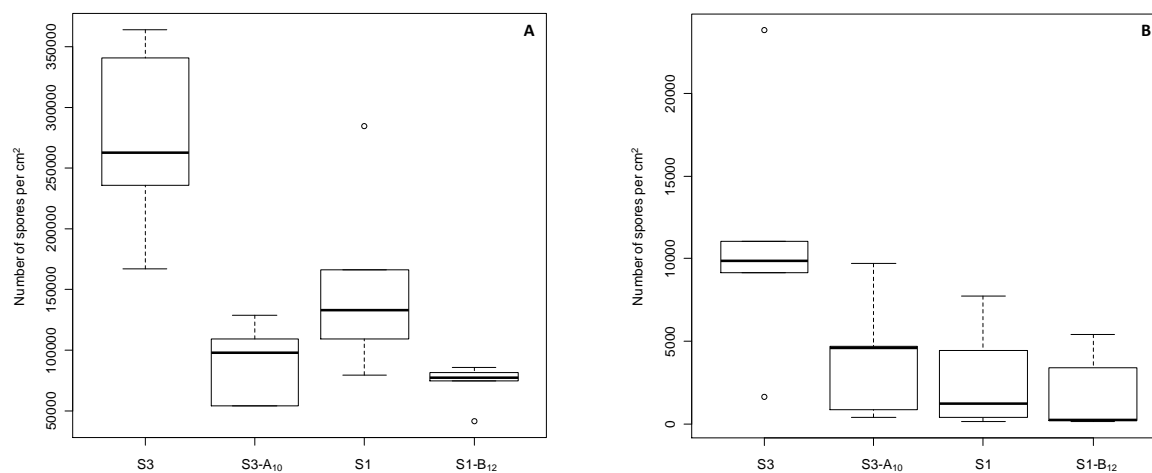 A
Number of spores per cm²
350000
300000
250000
200000
150000
100000
50000
S3 S3-A₁₀ S1 S1-B₁₂
B
Number of spores per cm²
20000
15000
10000
5000
0
S3 S3-A₁₀ S1 S1-B₁₂